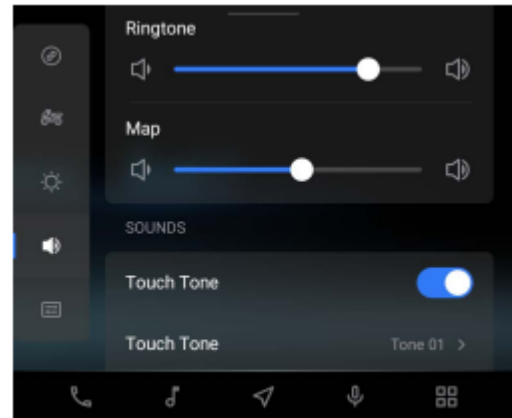 Ringtone
Map
SOUNDS
Touch Tone
Touch Tone Tone 01 >